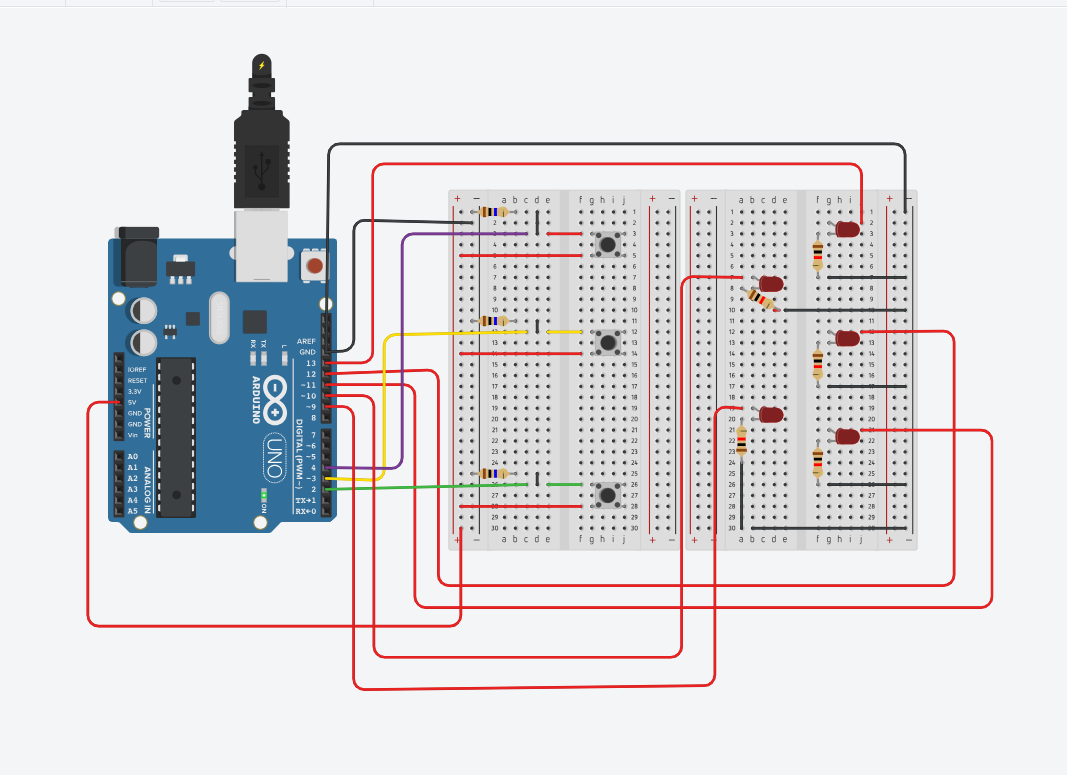 AREF
GND
13
12
~11
~10
~9
8
7
~6
~5
4
~3
2
TX→1
RX←0
DIGITAL (PWM~)
IOREF
RESET
3.3V
5V
GND
GND
Vin
POWER
A0
A1
A2
A3
A4
A5
ANALOG IN
RX
TX
L
ARDUINO
UNO
ON
+ − a b c d e f g h i j + −
1
2
3
4
5
6
7
8
9
10
11
12
13
14
15
16
17
18
19
20
21
22
23
24
25
26
27
28
29
30
+ − a b c d e f g h i j + −
+ − a b c d e f g h i j + −
1
2
3
4
5
6
7
9
10
11
12
13
14
15
16
17
18
19
20
21
22
23
24
25
26
27
28
29
30
+ − a b c d e f g h i j + −